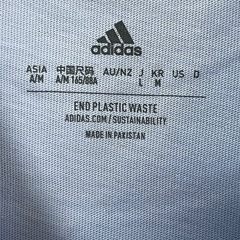 adidas
ASIA 中国尺码 AU/NZ J KR US D
A/M A/M 165/88A L M
END PLASTIC WASTE
ADIDAS.COM/SUSTAINABILITY
MADE IN PAKISTAN